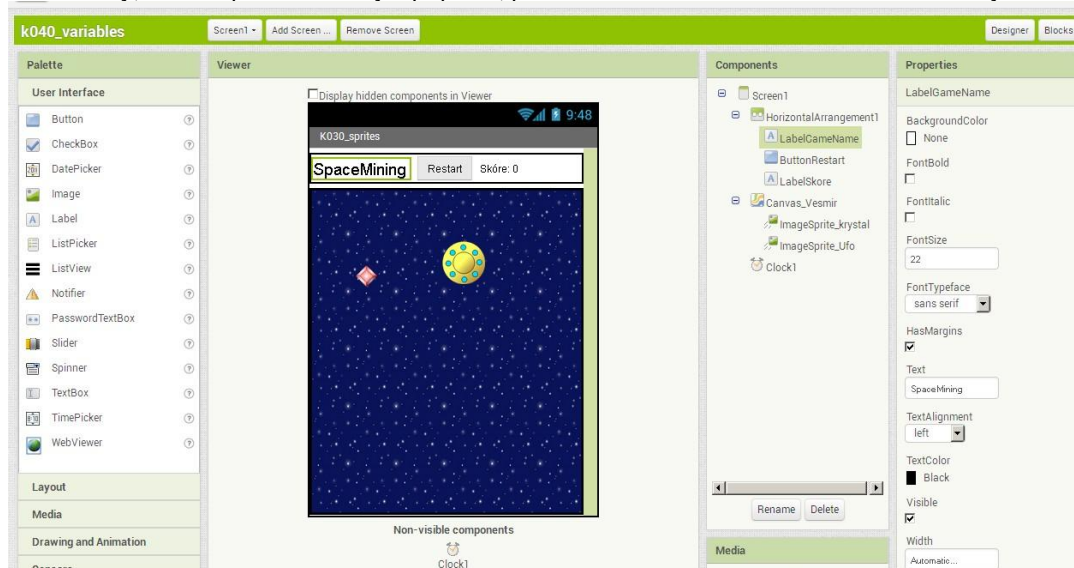 k040_variables
Screen1
Add Screen ...
Remove Screen
Designer
Blocks
Palette
User Interface
Button
CheckBox
DatePicker
Image
Label
ListPicker
ListView
Notifier
PasswordTextBox
Slider
Spinner
TextBox
TimePicker
WebViewer
Layout
Media
Drawing and Animation
Viewer
Display hidden components in Viewer
9:48
K030_sprites
SpaceMining
Restart
Skóre: 0
Non-visible components
Clock1
Components
Screen1
HorizontalArrangement1
LabelGameName
ButtonRestart
LabelSkore
Canvas_Vesmir
ImageSprite_krystal
ImageSprite_Ufo
Clock1
Rename
Delete
Media
Properties
LabelGameName
BackgroundColor
None
FontBold
FontItalic
FontSize
22
FontTypeface
sans serif
HasMargins
Text
SpaceMining
TextAlignment
left
TextColor
Black
Visible
Width
Automatic...